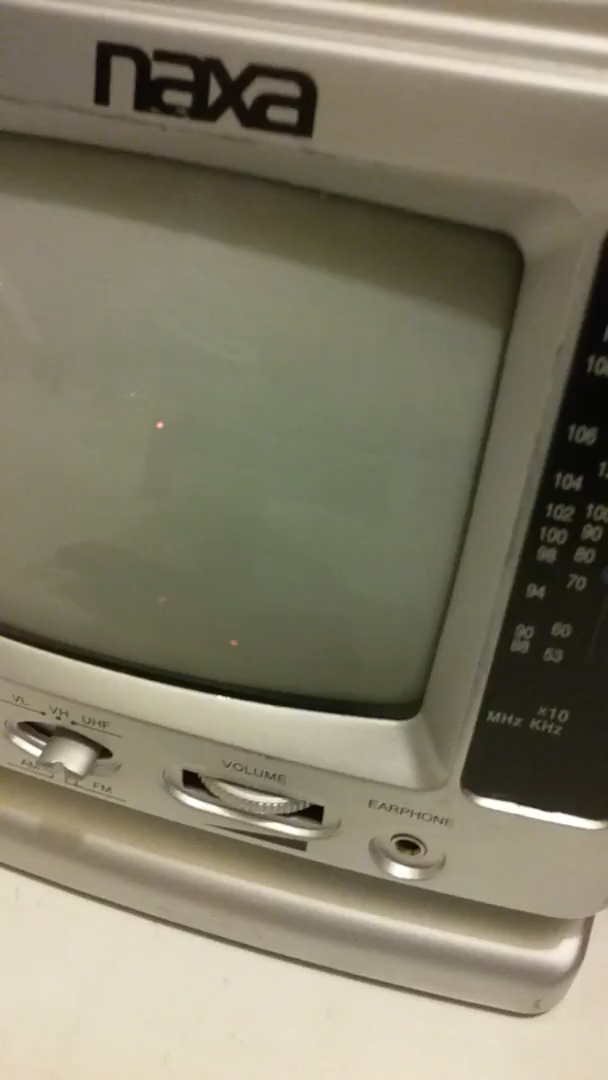 naxa
106
104
102
100 90
98 80
94 70
90 60
88 53
x10
MHz KHz
VL VH UHF
AM FM
VOLUME
EARPHONE